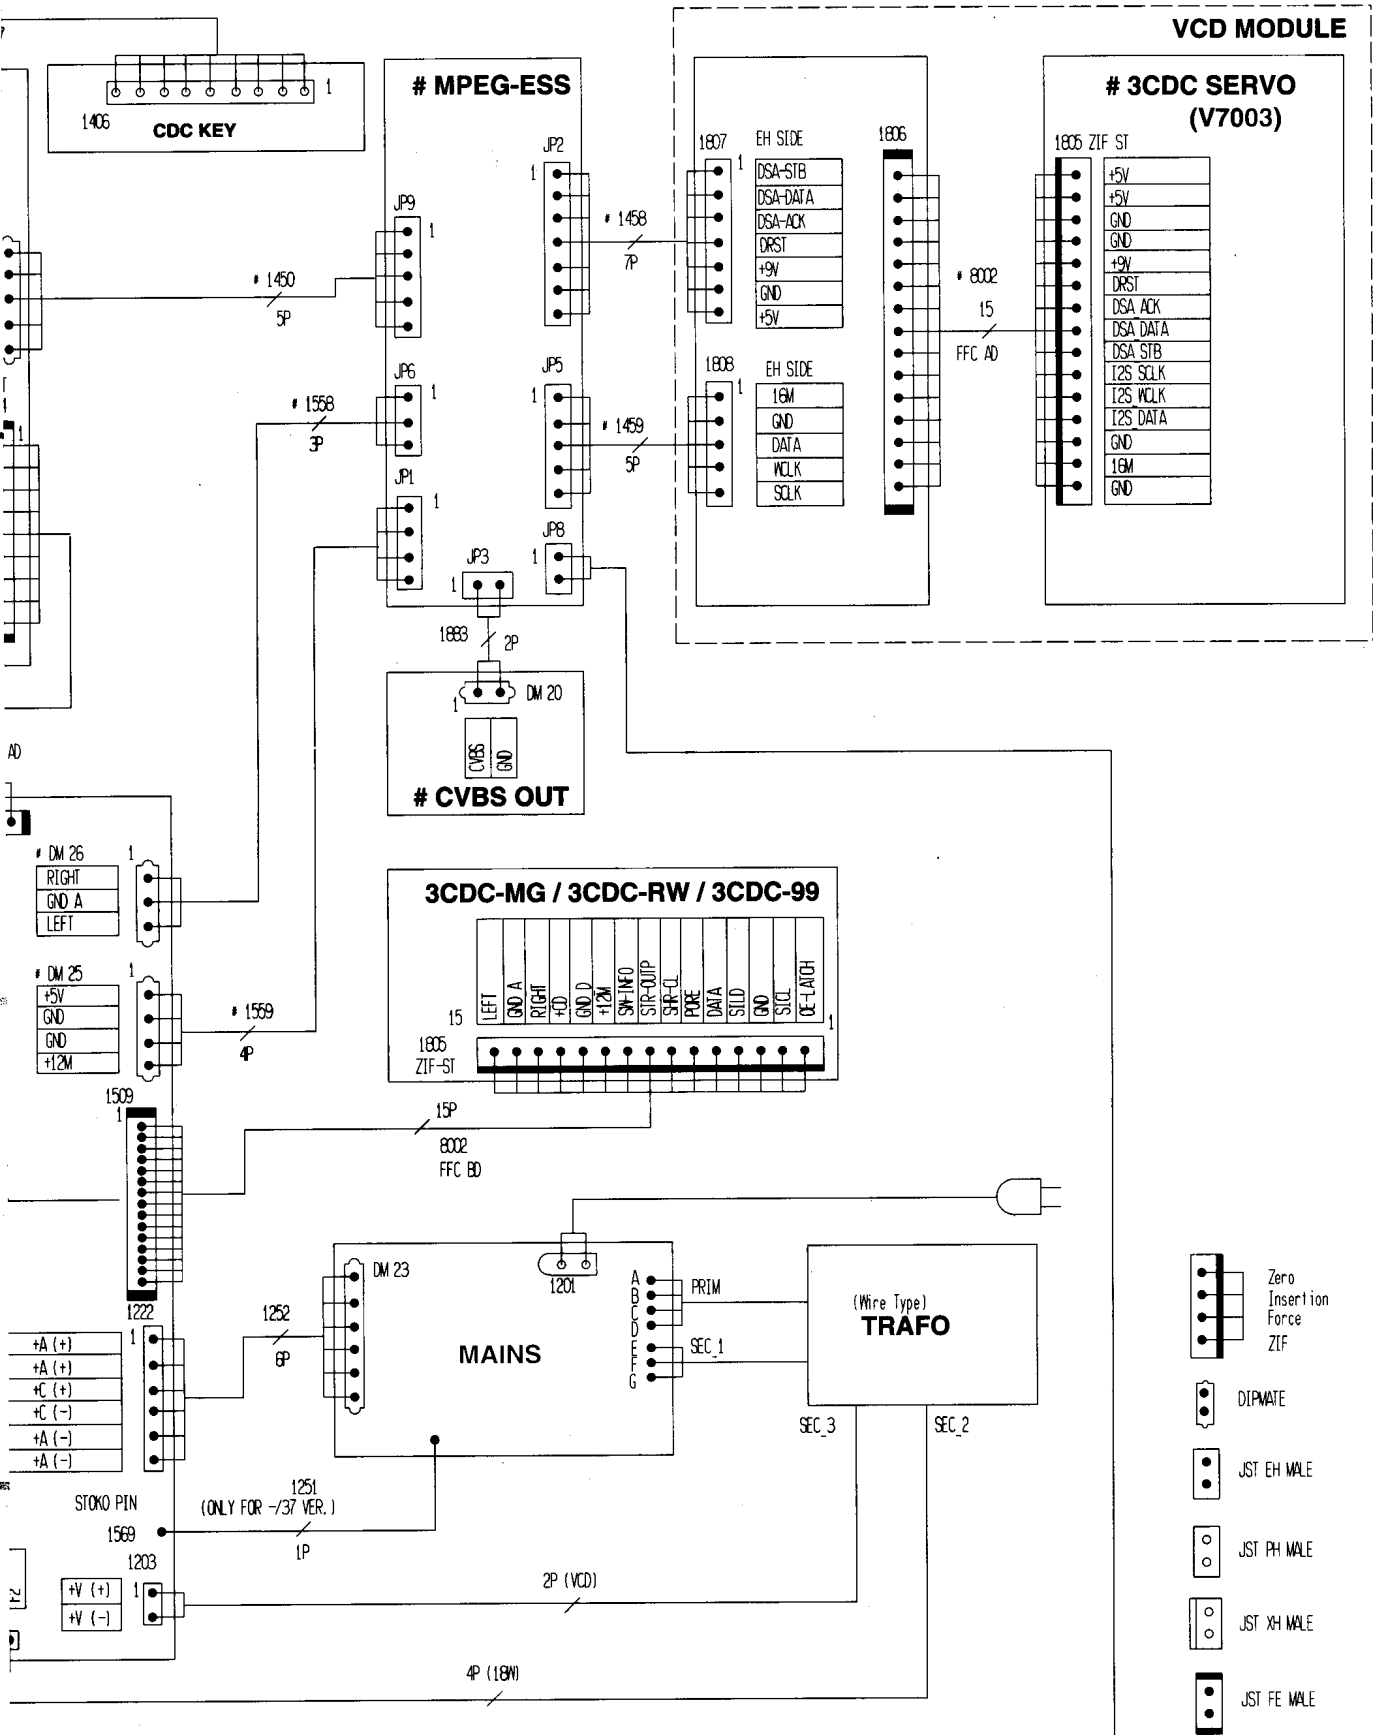 VCD MODULE
1
1406
CDC KEY
# MPEG-ESS
# 3CDC SERVO
(V7003)
JP2
1
1807
EH SIDE
1
DSA-STB
DSA-DATA
DSA-ACK
DRST
+9V
GND
+5V
1806
1805 ZIF ST
+5V
+5V
GND
GND
+9V
DRST
DSA ACK
DSA DATA
DSA STB
I2S SCLK
I2S WCLK
I2S DATA
GND
16M
GND
JP9
1
# 1458
7P
# 1450
5P
# 8002
15
FFC AD
JP6
1
# 1558
3P
JP5
1
# 1459
5P
1808
EH SIDE
1
16M
GND
DATA
WCLK
SCLK
1
JP1
1
JP8
1
JP3
1
1883
2P
1
DM 20
CVBS
GND
# CVBS OUT
AD
# DM 26
1
RIGHT
GND A
LEFT
# DM 25
1
+5V
GND
GND
+12M
# 1559
4P
3CDC-MG / 3CDC-RW / 3CDC-99
LEFT
GND A
RIGHT
+CD
GND D
+12M
SW-INFO
STR-OUTP
SHR-CL
PORE
DATA
SILD
GND
SICL
OE-LATCH
15
1
1805
ZIF-ST
1509
1
15P
8002
FFC BD
1222
1
+A (+)
+A (+)
+C (+)
+C (-)
+A (-)
+A (-)
1252
6P
DM 23
1201
MAINS
A
B
C
D
E
F
G
PRIM
SEC_1
(Wire Type)
TRAFO
SEC_3
SEC_2
STOKO PIN
1569
1251
(ONLY FOR -/37 VER.)
1P
1203
1
+V (+)
+V (-)
2P (VCD)
4P (18W)
Zero
Insertion
Force
ZIF
DIPMATE
JST EH MALE
JST PH MALE
JST XH MALE
JST FE MALE